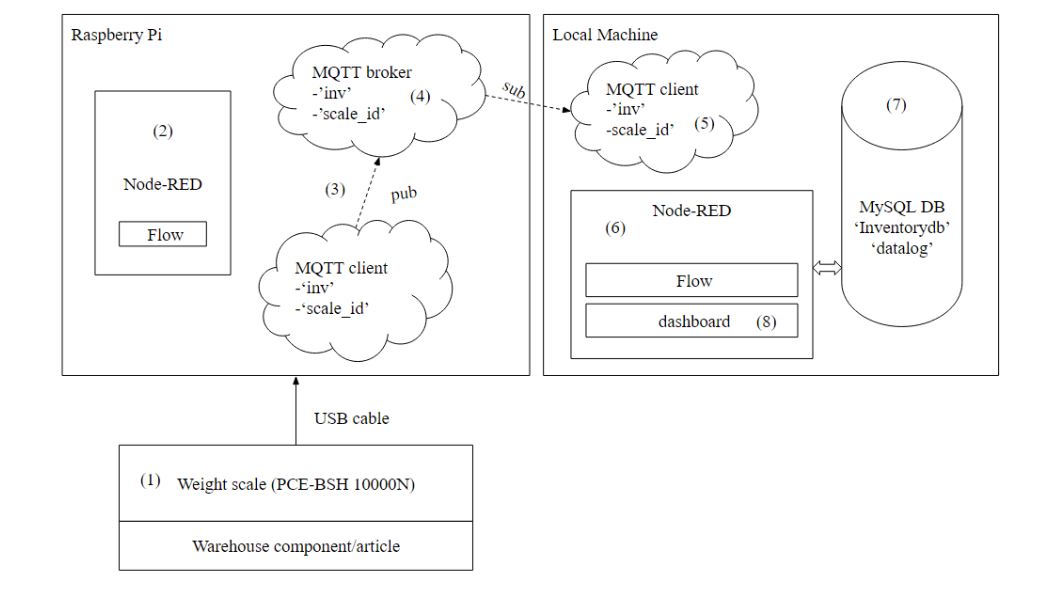 Raspberry Pi
(2)
Node-RED
Flow
MQTT broker
-’inv’
(4)
-’scale_id’
(3)
pub
MQTT client
-‘inv’
-‘scale_id’
sub
Local Machine
MQTT client
-’inv’
-scale_id’
(5)
Node-RED
(6)
Flow
dashboard (8)
(7)
MySQL DB
‘Inventorydb’
‘datalog’
USB cable
(1) Weight scale (PCE-BSH 10000N)
Warehouse component/article